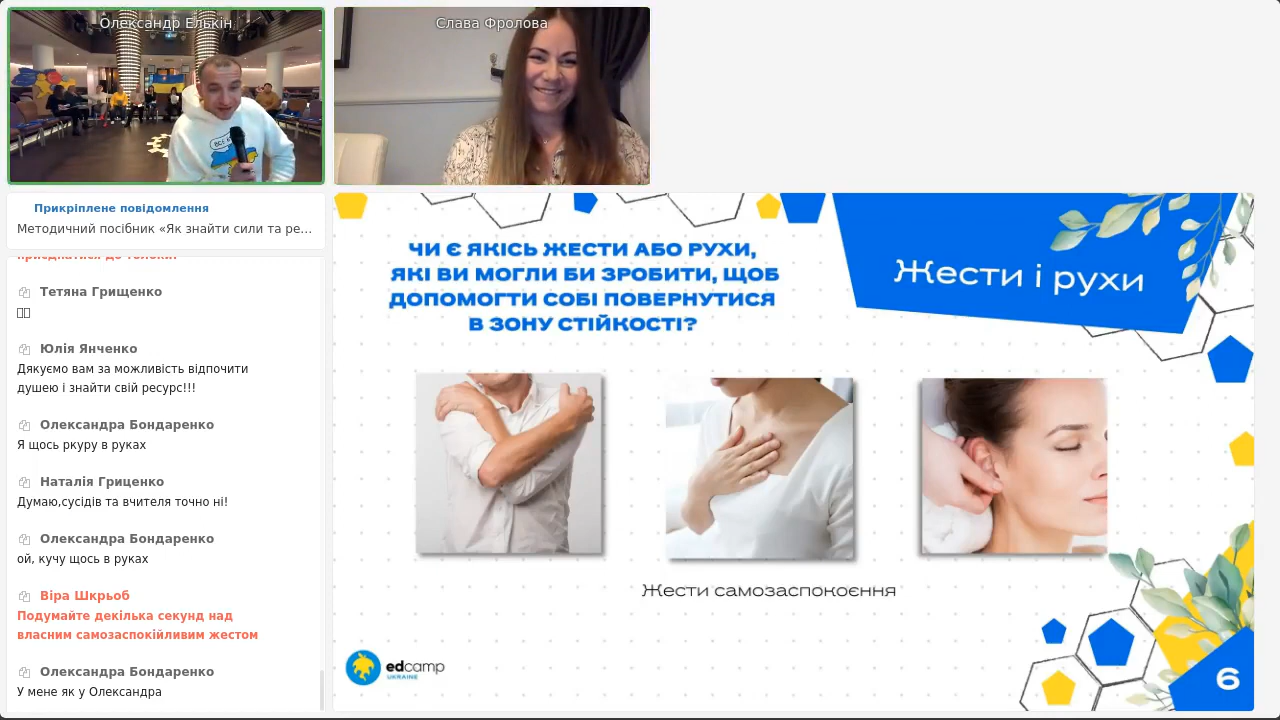 Олександр Елькін
Слава Фролова
Прикріплене повідомлення
Методичний посібник «Як знайти сили та ре...
приєднатися до толоки!
Тетяна Грищенко
Юлія Янченко
Дякуємо вам за можливість відпочити
душею і знайти свій ресурс!!!
Олександра Бондаренко
Я щось ркуру в руках
Наталія Гриценко
Думаю,сусідів та вчителя точно ні!
Олександра Бондаренко
ой, кучу щось в руках
Віра Шкрьоб
Подумайте декілька секунд над
власним самозаспокійливим жестом
Олександра Бондаренко
У мене як у Олександра
ЧИ Є ЯКІСЬ ЖЕСТИ АБО РУХИ,
ЯКІ ВИ МОГЛИ БИ ЗРОБИТИ, ЩОБ
ДОПОМОГТИ СОБІ ПОВЕРНУТИСЯ
В ЗОНУ СТІЙКОСТІ?
Жести і рухи
Жести самозаспокоєння
edcamp
UKRAINE
6